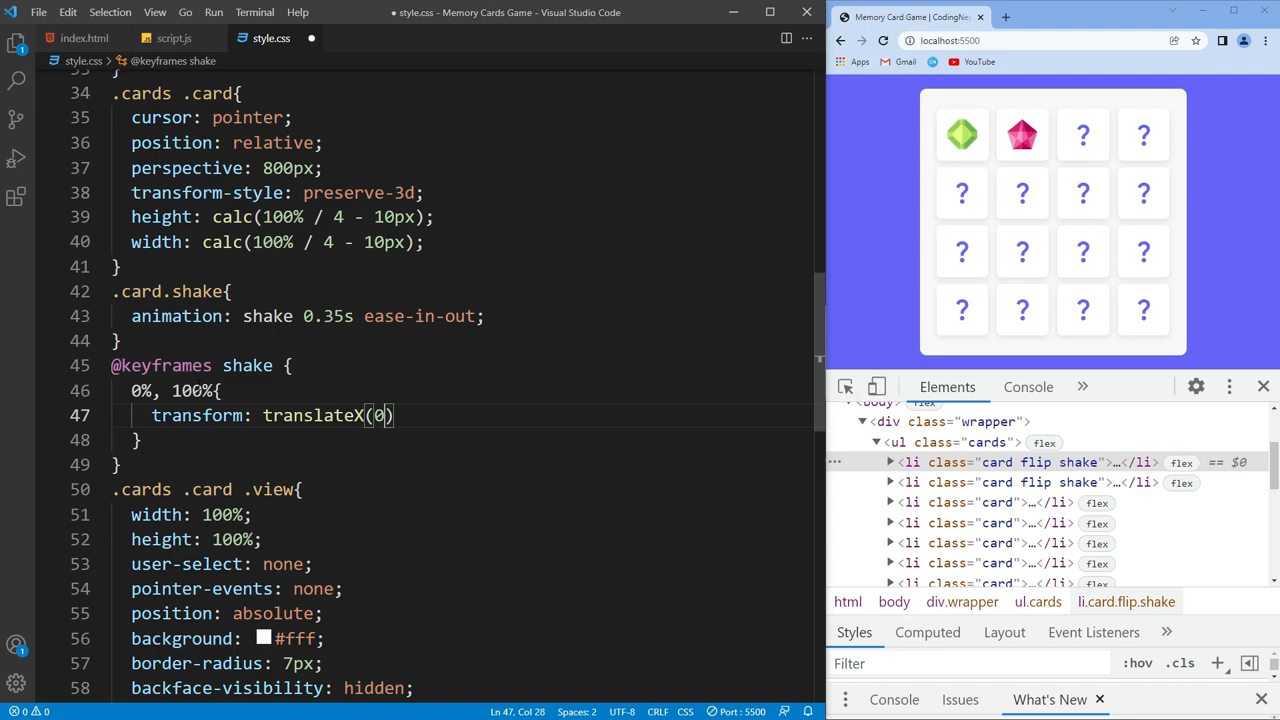 File Edit Selection View Go Run Terminal Help ● style.css - Memory Cards Game - Visual Studio Code
index.html script.js style.css ●
style.css > @keyframes shake
34 .cards .card{
35 cursor: pointer;
36 position: relative;
37 perspective: 800px;
38 transform-style: preserve-3d;
39 height: calc(100% / 4 - 10px);
40 width: calc(100% / 4 - 10px);
41 }
42 .card.shake{
43 animation: shake 0.35s ease-in-out;
44 }
45 @keyframes shake {
46 0%, 100%{
47 transform: translateX(0)
48 }
49 }
50 .cards .card .view{
51 width: 100%;
52 height: 100%;
53 user-select: none;
54 pointer-events: none;
55 position: absolute;
56 background: #fff;
57 border-radius: 7px;
58 backface-visibility: hidden;
0 0 Ln 47, Col 28 Spaces: 2 UTF-8 CRLF CSS Port : 5500
1
1
Memory Card Game | CodingNe
localhost:5500
Apps Gmail YouTube
? ?
? ? ? ?
? ? ? ?
? ? ? ?
Elements Console »
body> flex
▼<div class="wrapper">
▼<ul class="cards"> flex
... ▶<li class="card flip shake">…</li> flex == $0
▶<li class="card flip shake">…</li> flex
▶<li class="card">…</li> flex
▶<li class="card">…</li> flex
▶<li class="card">…</li> flex
▶<li class="card">…</li> flex
▶<li class="card">…</li> flex
html body div.wrapper ul.cards li.card.flip.shake
Styles Computed Layout Event Listeners »
Filter :hov .cls +
Console Issues What's New ×